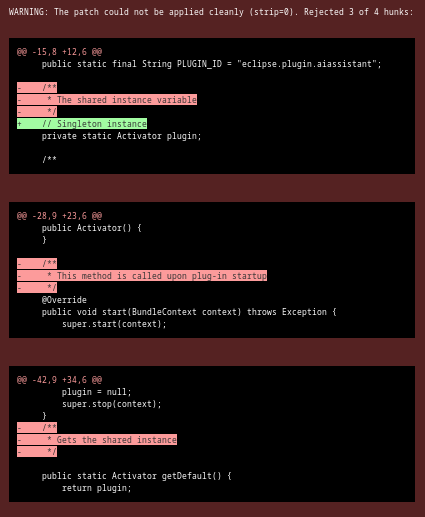 WARNING: The patch could not be applied cleanly (strip=0). Rejected 3 of 4 hunks:
@@ -15,8 +12,6 @@
     public static final String PLUGIN_ID = "eclipse.plugin.aiassistant";
-    /**
-     * The shared instance variable
-     */
+    // Singleton instance
     private static Activator plugin;
     /**
@@ -28,9 +23,6 @@
     public Activator() {
     }
-    /**
-     * This method is called upon plug-in startup
-     */
     @Override
     public void start(BundleContext context) throws Exception {
         super.start(context);
@@ -42,9 +34,6 @@
         plugin = null;
         super.stop(context);
     }
-    /**
-     * Gets the shared instance
-     */
     public static Activator getDefault() {
         return plugin;